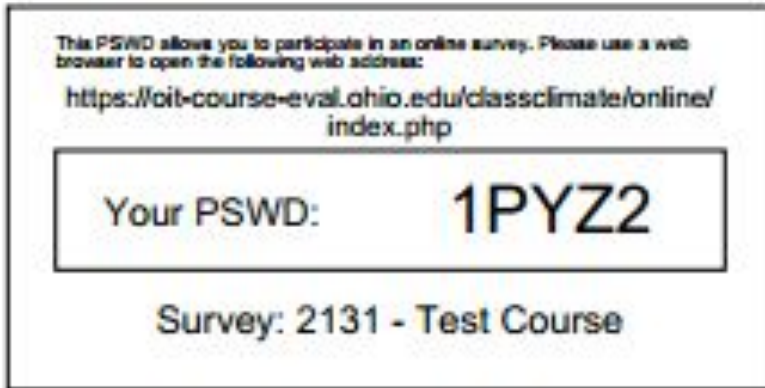 This PSWD allows you to participate in an online survey. Please use a web
browser to open the following web address:
https://oit-course-eval.ohio.edu/classclimate/online/
index.php
Your PSWD: 1PYZ2
Survey: 2131 - Test Course